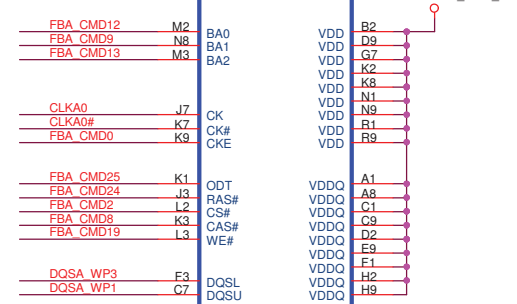 FBA_CMD12 M2 BA0 VDD B2
FBA_CMD9 N8 BA1 VDD D9
FBA_CMD13 M3 BA2 VDD G7
VDD K2
VDD K8
VDD N1
CLKA0 J7 CK VDD N9
CLKA0# K7 CK# VDD R1
FBA_CMD0 K9 CKE VDD R9
FBA_CMD25 K1 ODT VDDQ A1
FBA_CMD24 J3 RAS# VDDQ A8
FBA_CMD2 L2 CS# VDDQ C1
FBA_CMD8 K3 CAS# VDDQ C9
FBA_CMD19 L3 WE# VDDQ D2
VDDQ E9
VDDQ F1
DQSA_WP3 F3 DQSL VDDQ H2
DQSA_WP1 C7 DQSU VDDQ H9